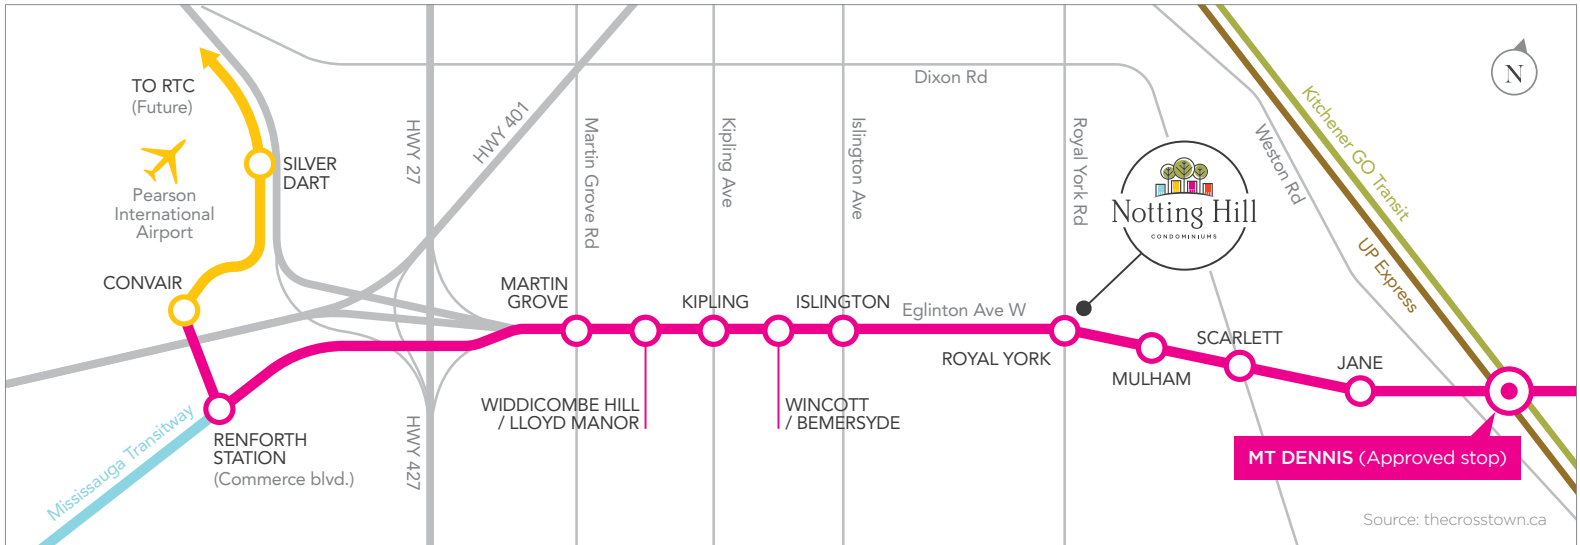 TO RTC
(Future)
Pearson
International
Airport
SILVER
DART
CONVAIR
RENFORTH
STATION
(Commerce blvd.)
Mississauga Transitway
HWY 27
HWY 427
HWY 401
Martin Grove Rd
Kipling Ave
Islington Ave
Dixon Rd
Royal York Rd
Weston Rd
Kitchener GO Transit
UP Express
N
Notting Hill
CONDOMINIUMS
MARTIN
GROVE
KIPLING
ISLINGTON
Eglinton Ave W
ROYAL YORK
MULHAM
SCARLETT
JANE
WIDDICOMBE HILL
/ LLOYD MANOR
WINCOTT
/ BEMERSYDE
MT DENNIS (Approved stop)
Source: thecrosstown.ca